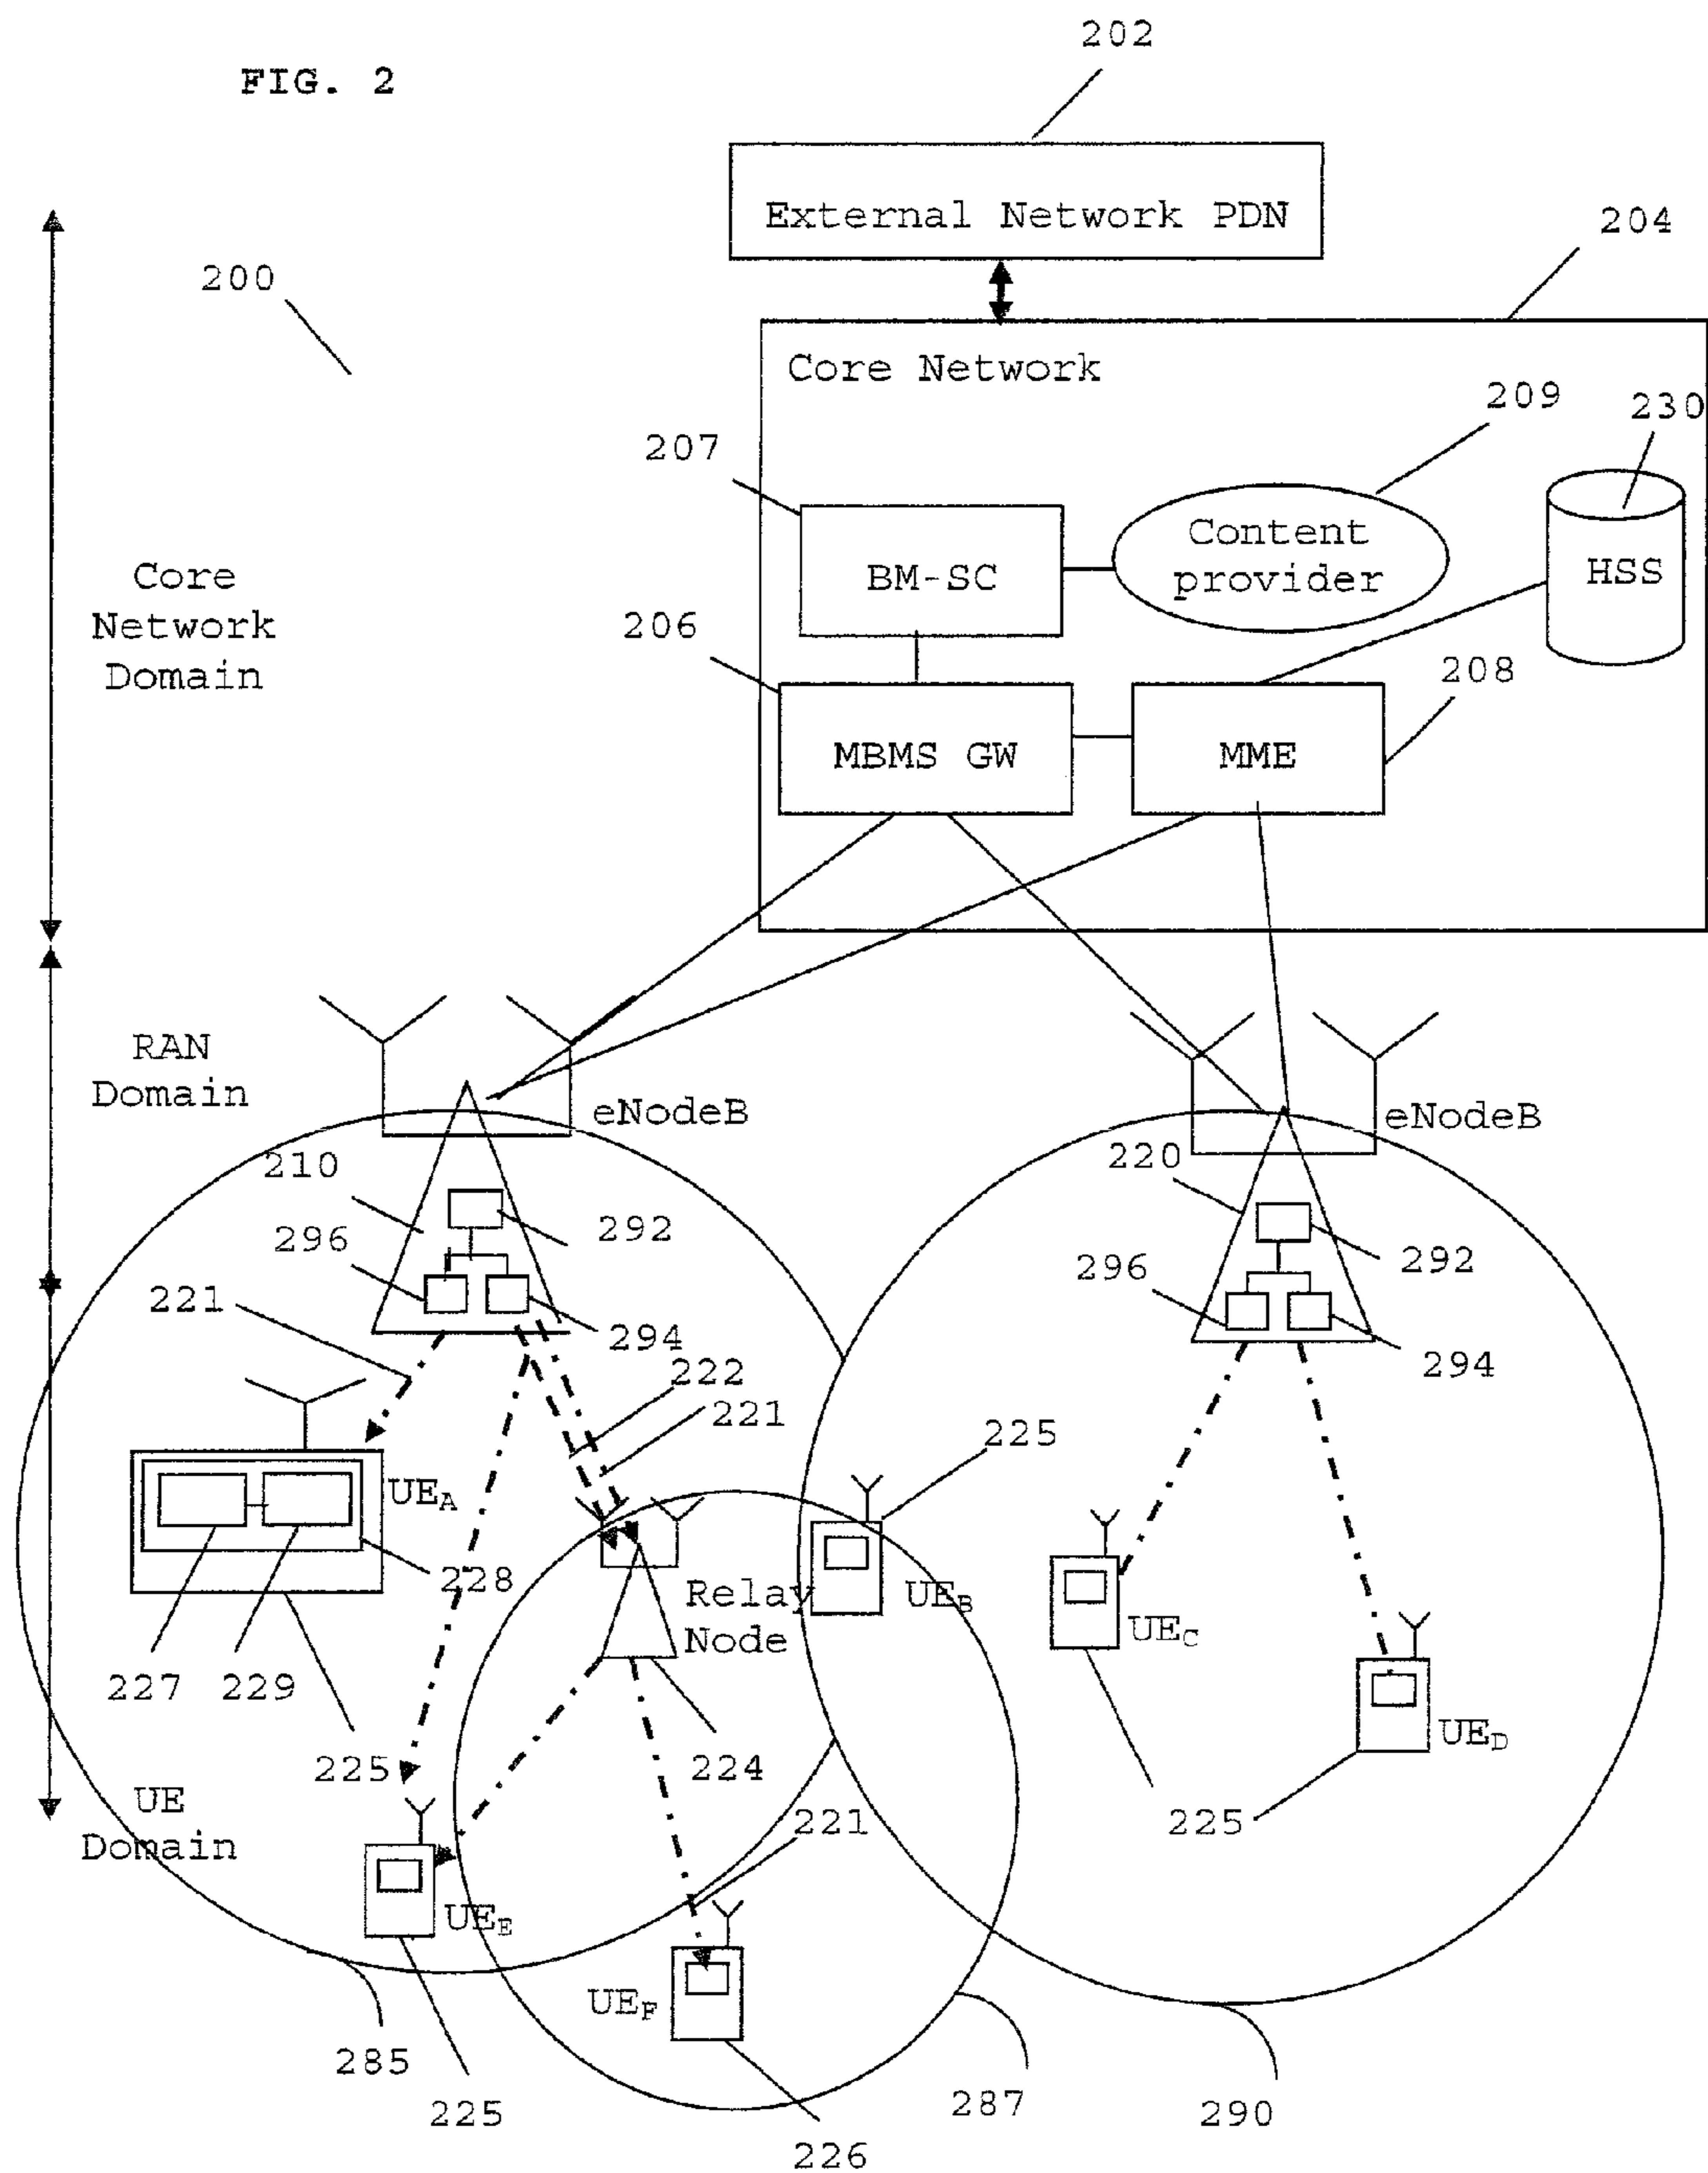 202
FIG. 2
External Network PDN
204
200
Core Network
209
230
207
Content
provider
BM-SC
HSS
Core
Network
Domain
206
208
MBMS GW
MME
RAN
Domain
eNodeB
eNodeB
210
220
292
296
292
296
221
294
294
222
221
225
UEA
228
Relay
Node
UEB
UEC
227
229
UED
225
224
UE
Domain
221
225
UEE
UEF
285
225
287
290
226